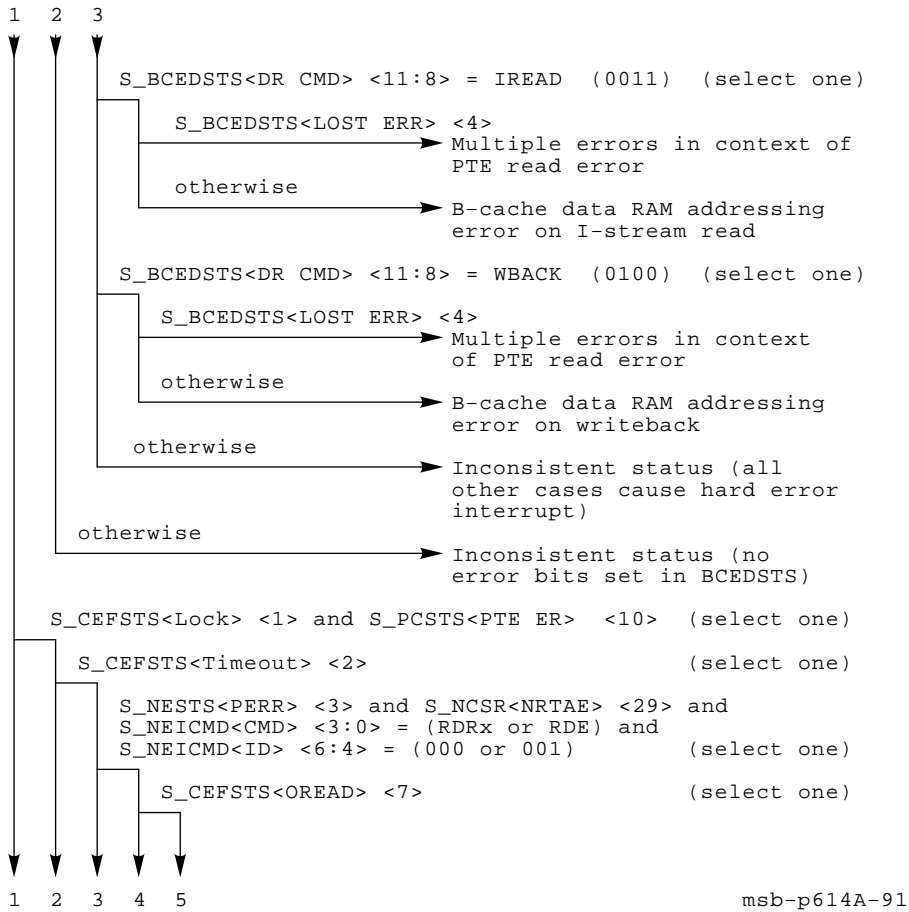 1 2 3
S_BCEDSTS<DR CMD> <11:8> = IREAD (0011) (select one)
S_BCEDSTS<LOST ERR> <4>
Multiple errors in context of
PTE read error
otherwise
B-cache data RAM addressing
error on I-stream read
S_BCEDSTS<DR CMD> <11:8> = WBACK (0100) (select one)
S_BCEDSTS<LOST ERR> <4>
Multiple errors in context
of PTE read error
otherwise
B-cache data RAM addressing
error on writeback
otherwise
Inconsistent status (all
other cases cause hard error
interrupt)
otherwise
Inconsistent status (no
error bits set in BCEDSTS)
S_CEFSTS<Lock> <1> and S_PCSTS<PTE ER> <10> (select one)
S_CEFSTS<Timeout> <2> (select one)
S_NESTS<PERR> <3> and S_NCSR<NRTAE> <29> and
S_NEICMD<CMD> <3:0> = (RDRx or RDE) and
S_NEICMD<ID> <6:4> = (000 or 001) (select one)
S_CEFSTS<OREAD> <7> (select one)
1 2 3 4 5 msb-p614A-91